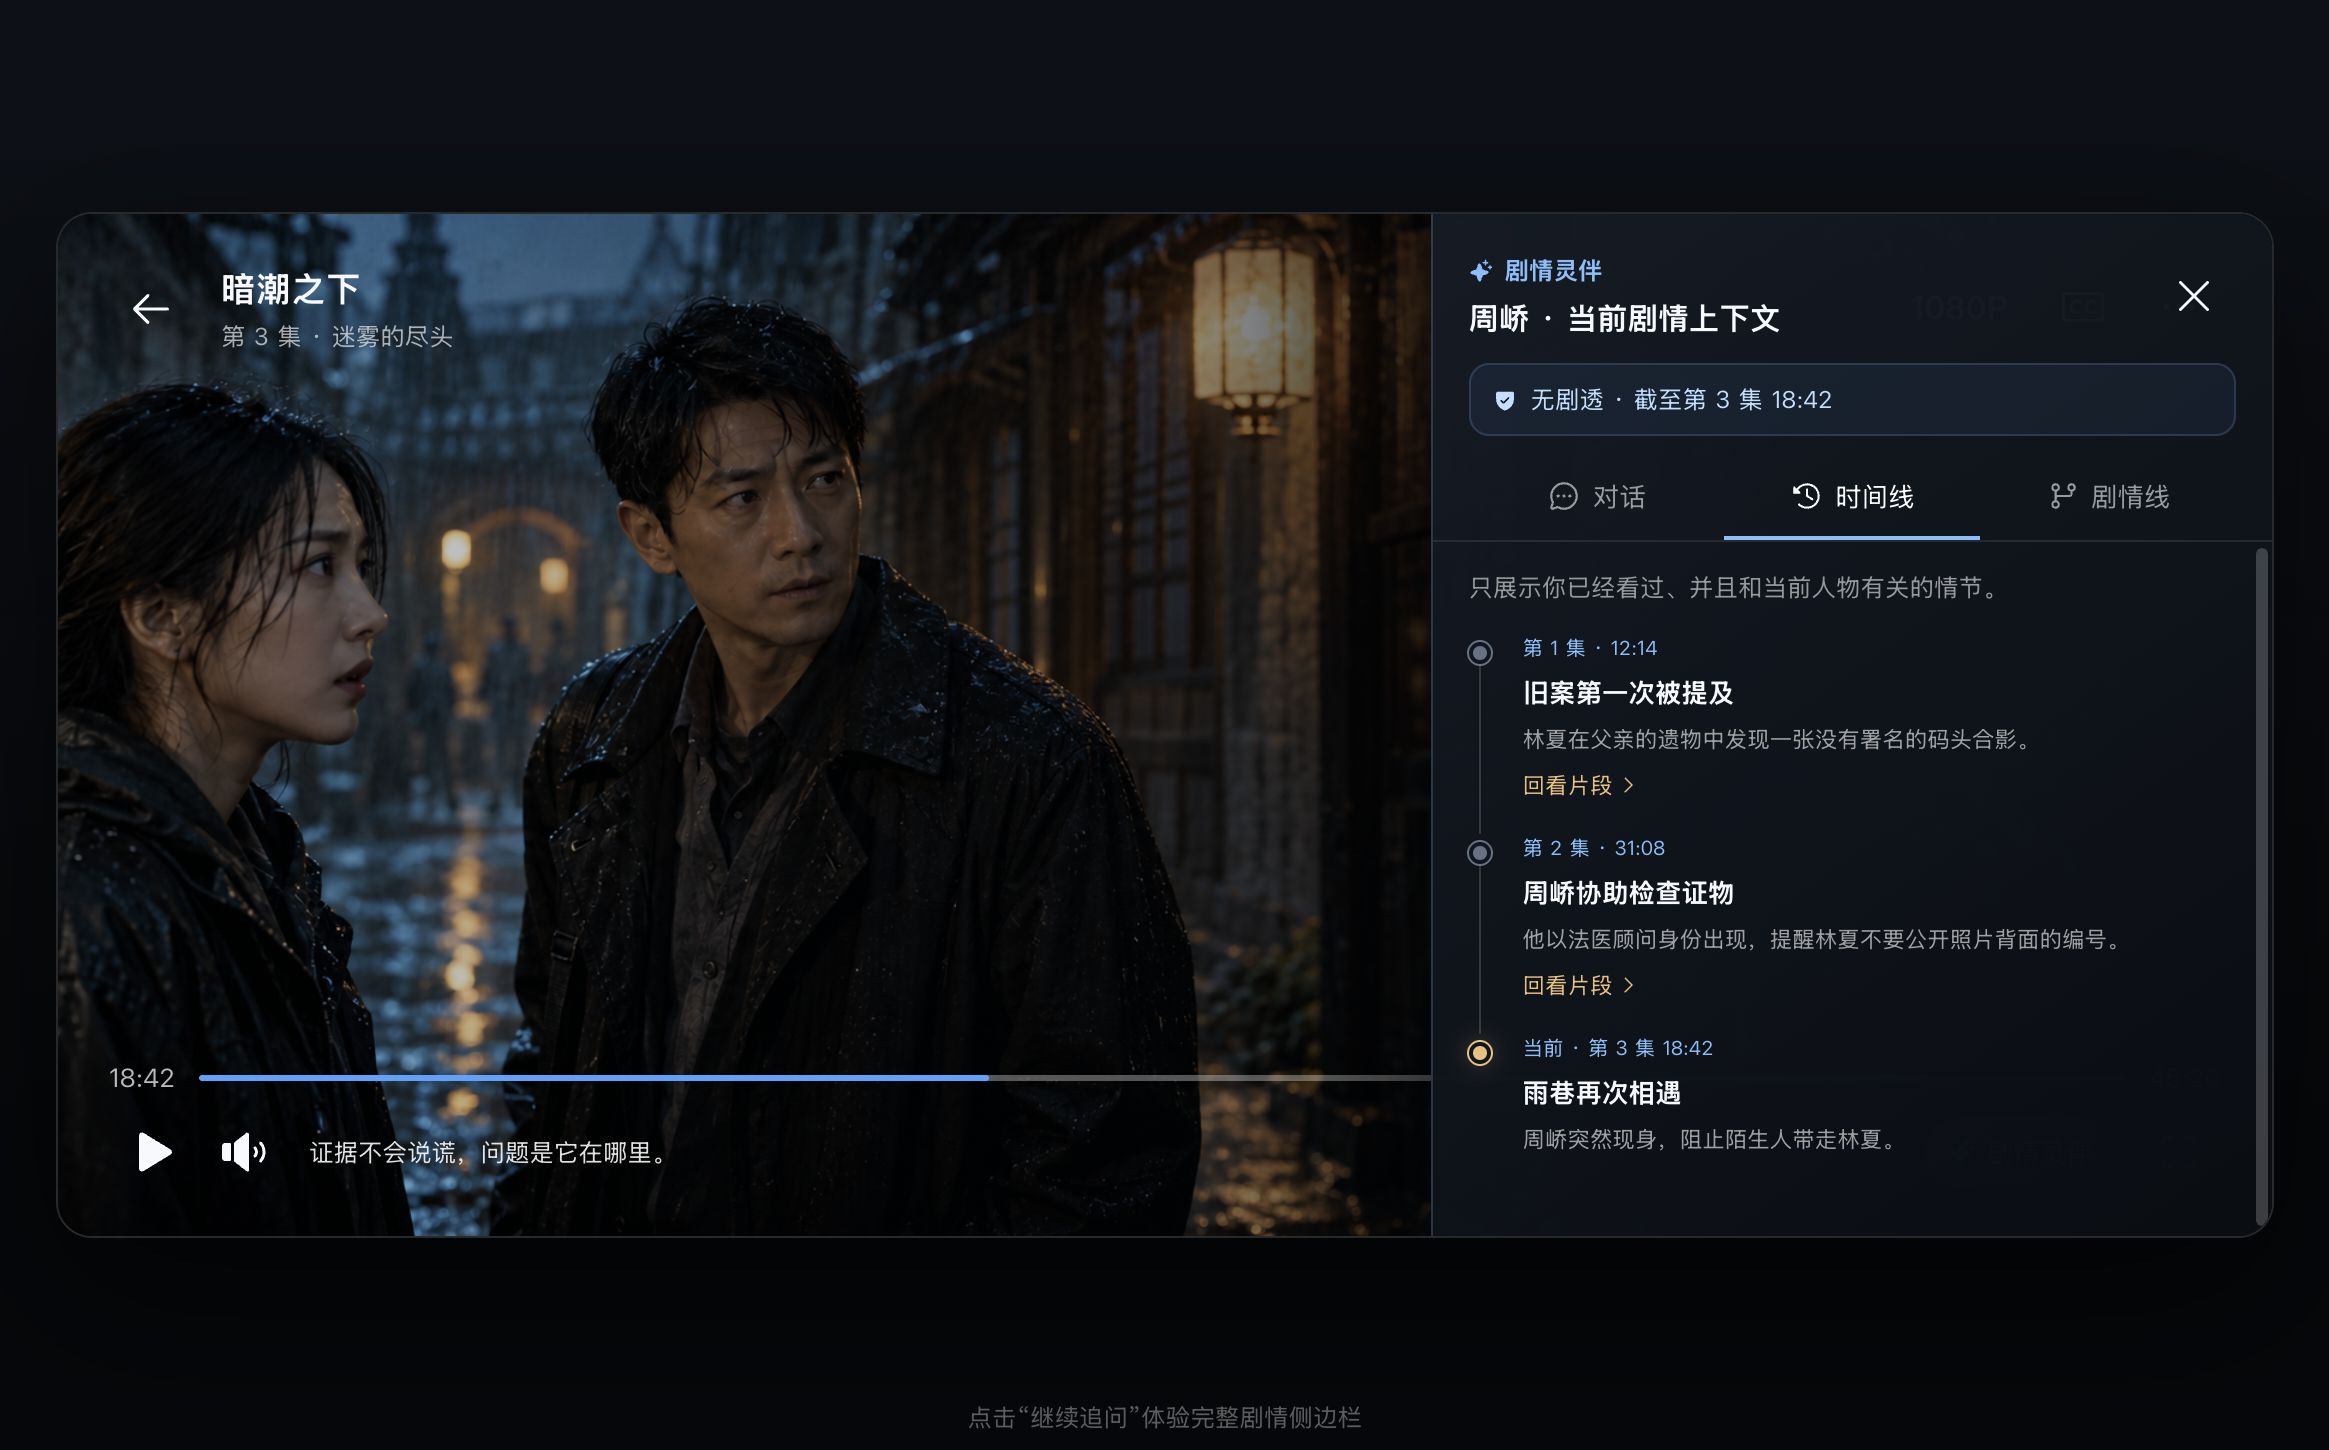 暗潮之下
第 3 集 · 迷雾的尽头
18:42
证据不会说谎，问题是它在哪里。
剧情灵伴
周峤 · 当前剧情上下文
1080P
CC
无剧透 · 截至第 3 集 18:42
对话
时间线
剧情线
只展示你已经看过、并且和当前人物有关的情节。
第 1 集 · 12:14
旧案第一次被提及
林夏在父亲的遗物中发现一张没有署名的码头合影。
回看片段
第 2 集 · 31:08
周峤协助检查证物
他以法医顾问身份出现，提醒林夏不要公开照片背面的编号。
回看片段
当前 · 第 3 集 18:42
雨巷再次相遇
周峤突然现身，阻止陌生人带走林夏。
点击“继续追问”体验完整剧情侧边栏